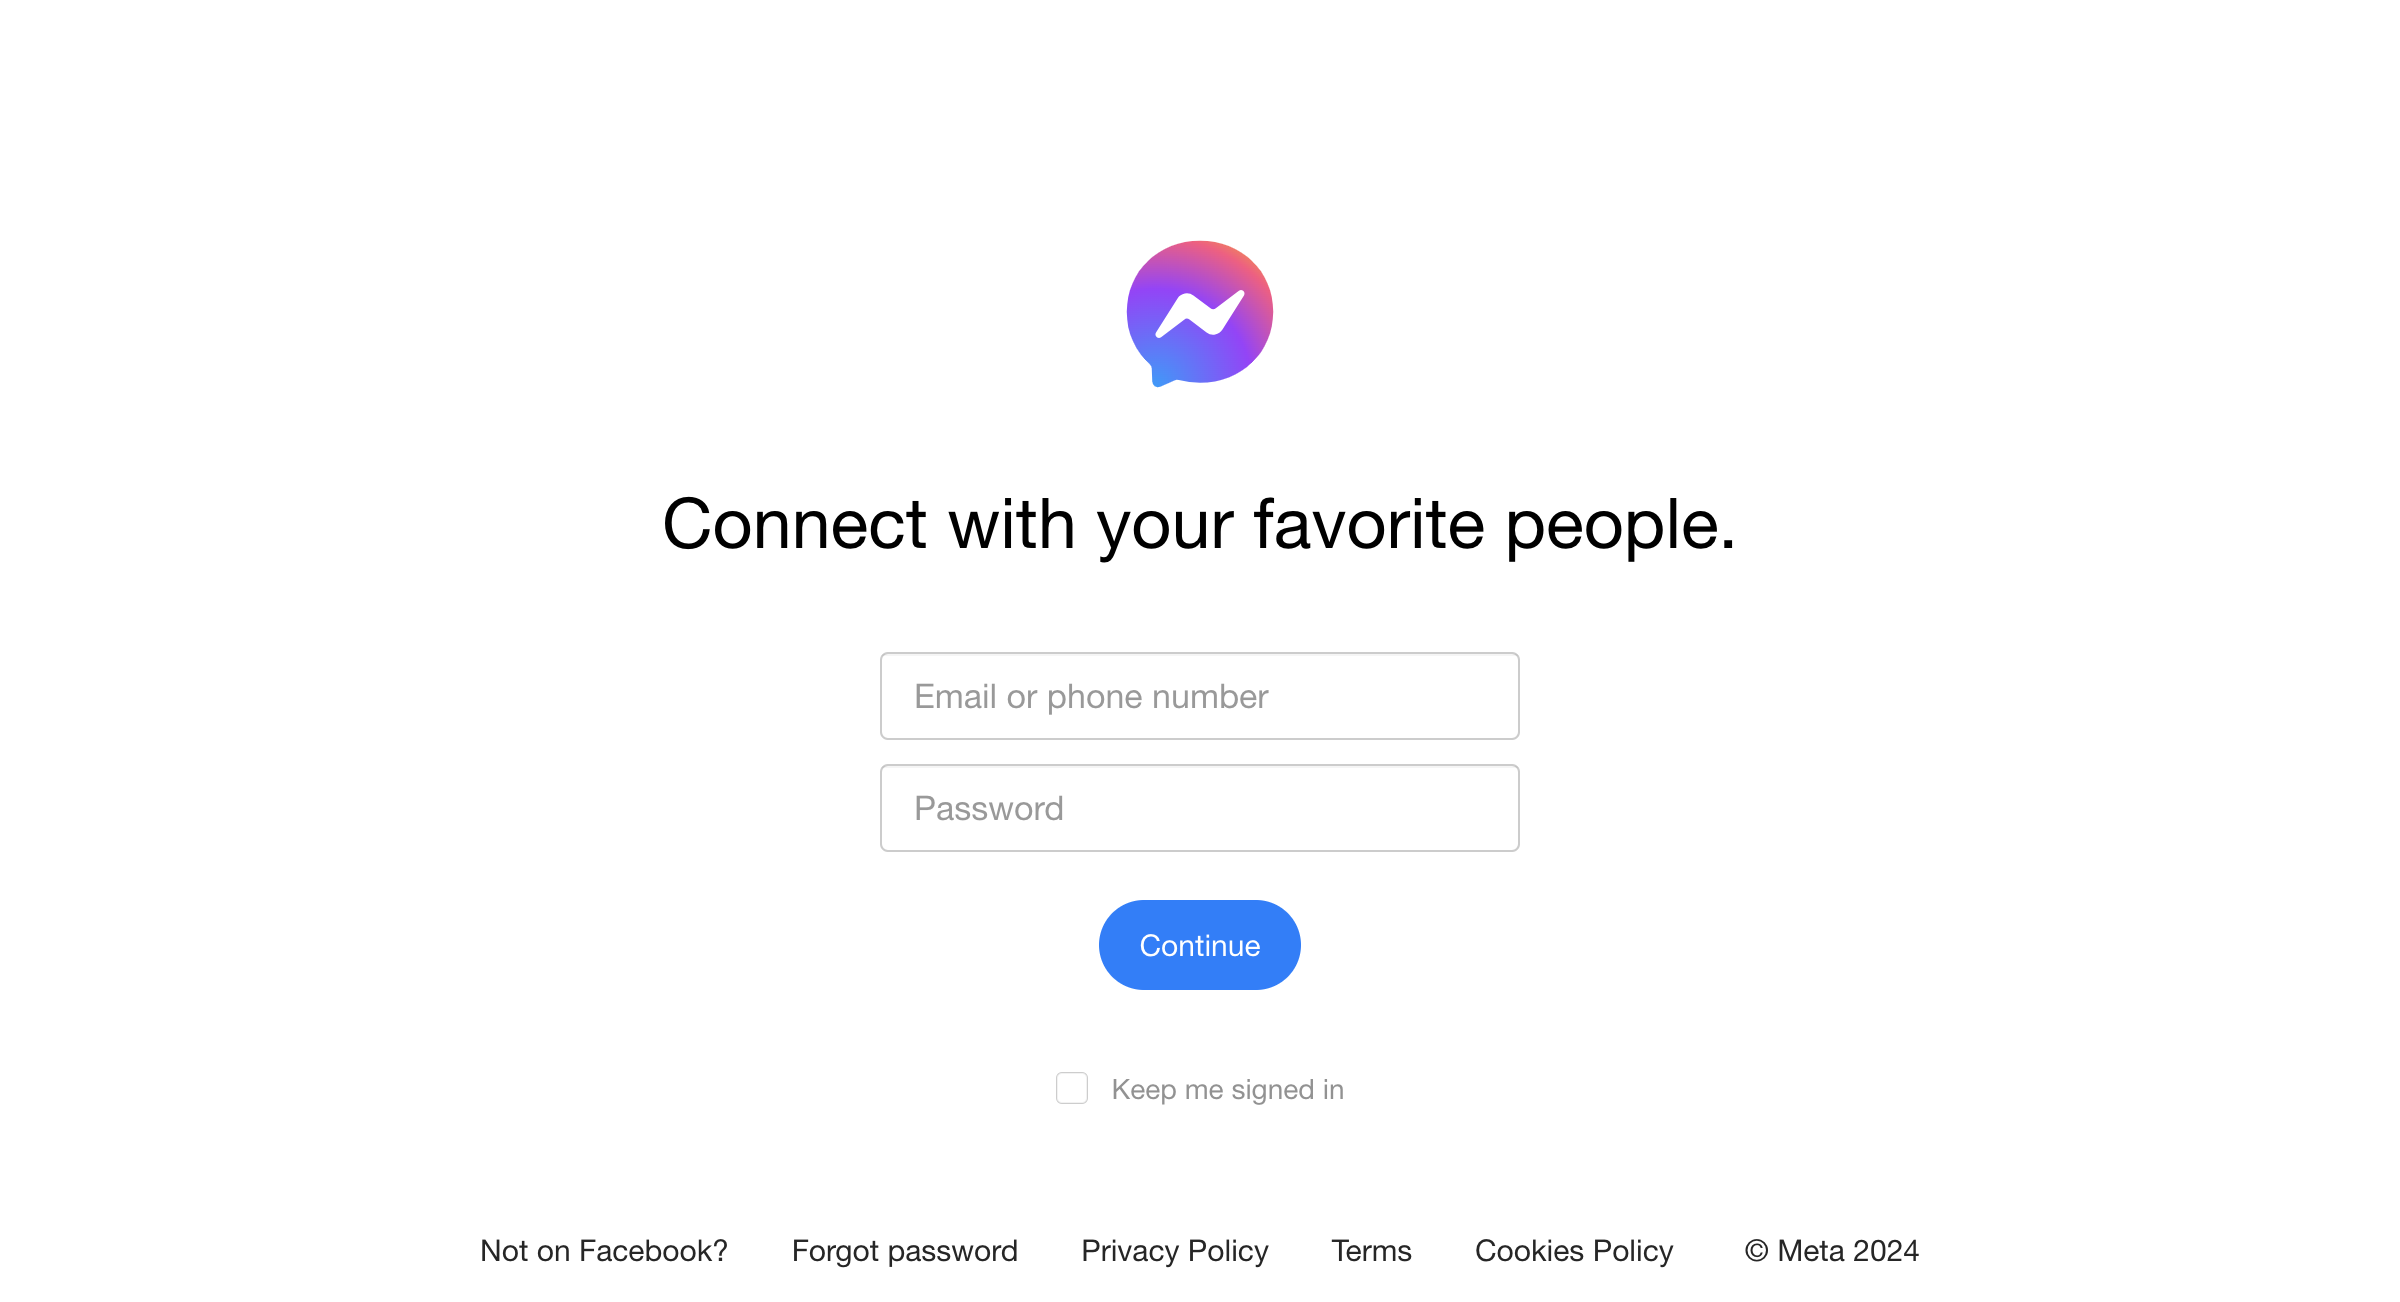 Connect with your favorite people.
Email or phone number
Password
Continue
Keep me signed in
Not on Facebook? Forgot password Privacy Policy Terms Cookies Policy © Meta 2024